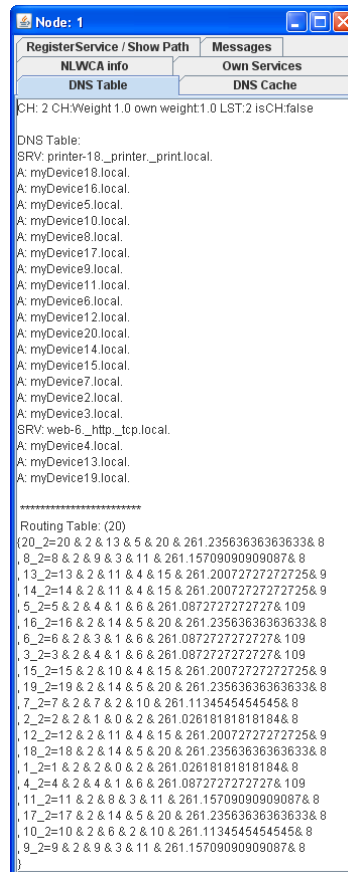 Node: 1
RegisterService / Show Path
Messages
NLWCA info
Own Services
DNS Table
DNS Cache
CH: 2 CH:Weight 1.0 own weight:1.0 LST:2 isCH:false
DNS Table:
SRV: printer-18._printer._print.local.
A: myDevice18.local.
A: myDevice16.local.
A: myDevice5.local.
A: myDevice10.local.
A: myDevice8.local.
A: myDevice17.local.
A: myDevice9.local.
A: myDevice11.local.
A: myDevice6.local.
A: myDevice12.local.
A: myDevice20.local.
A: myDevice14.local.
A: myDevice15.local.
A: myDevice7.local.
A: myDevice2.local.
A: myDevice3.local.
SRV: web-6._http._tcp.local.
A: myDevice4.local.
A: myDevice13.local.
A: myDevice19.local.
************************
Routing Table: (20)
{20_2=20 & 2 & 13 & 5 & 20 & 261.23563636363633& 8
, 8_2=8 & 2 & 9 & 3 & 11 & 261.15709090909087& 8
, 13_2=13 & 2 & 11 & 4 & 15 & 261.20072727272725& 9
, 14_2=14 & 2 & 11 & 4 & 15 & 261.20072727272725& 9
, 5_2=5 & 2 & 4 & 1 & 6 & 261.0872727272727& 109
, 16_2=16 & 2 & 14 & 5 & 20 & 261.23563636363633& 8
, 6_2=6 & 2 & 3 & 1 & 6 & 261.0872727272727& 109
, 3_2=3 & 2 & 4 & 1 & 6 & 261.0872727272727& 109
, 15_2=15 & 2 & 10 & 4 & 15 & 261.20072727272725& 9
, 19_2=19 & 2 & 14 & 5 & 20 & 261.23563636363633& 8
, 7_2=7 & 2 & 7 & 2 & 10 & 261.1134545454545& 8
, 2_2=2 & 2 & 1 & 0 & 2 & 261.02618181818184& 8
, 12_2=12 & 2 & 11 & 4 & 15 & 261.20072727272725& 9
, 18_2=18 & 2 & 14 & 5 & 20 & 261.23563636363633& 8
, 1_2=1 & 2 & 2 & 0 & 2 & 261.02618181818184& 8
, 4_2=4 & 2 & 4 & 1 & 6 & 261.0872727272727& 109
, 11_2=11 & 2 & 8 & 3 & 11 & 261.15709090909087& 8
, 17_2=17 & 2 & 14 & 5 & 20 & 261.23563636363633& 8
, 10_2=10 & 2 & 6 & 2 & 10 & 261.1134545454545& 8
, 9_2=9 & 2 & 9 & 3 & 11 & 261.15709090909087& 8
}